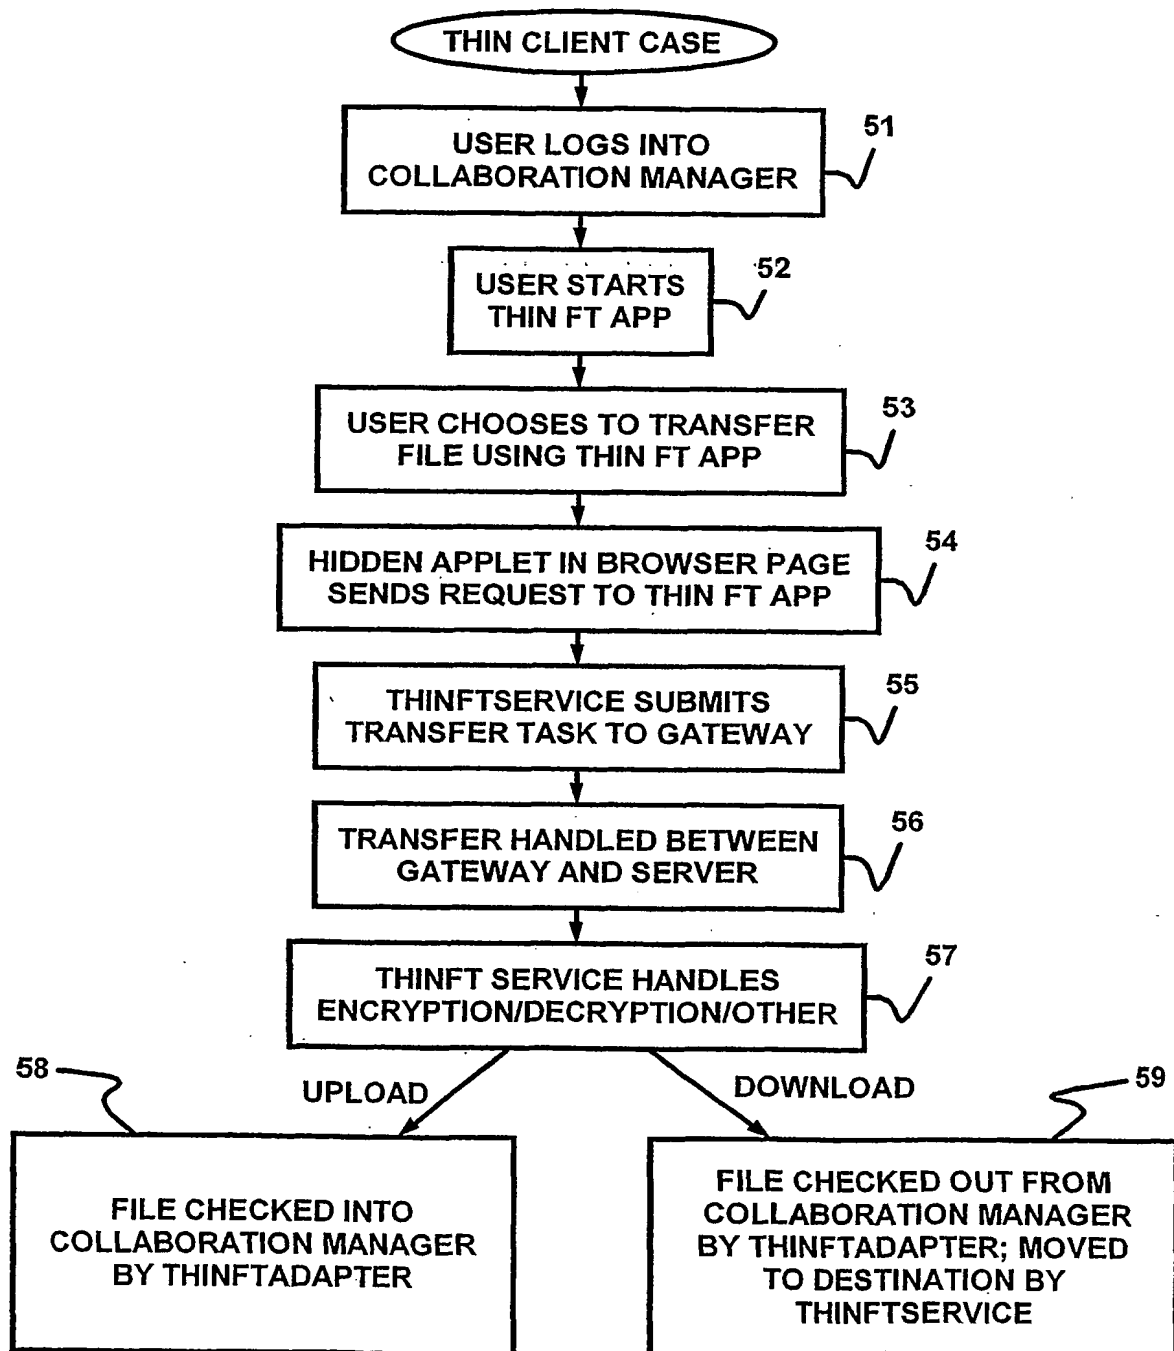 THIN CLIENT CASE
51
USER LOGS INTO
COLLABORATION MANAGER
52
USER STARTS
THIN FT APP
53
USER CHOOSES TO TRANSFER
FILE USING THIN FT APP
54
HIDDEN APPLET IN BROWSER PAGE
SENDS REQUEST TO THIN FT APP
55
THINFTSERVICE SUBMITS
TRANSFER TASK TO GATEWAY
56
TRANSFER HANDLED BETWEEN
GATEWAY AND SERVER
57
THINFT SERVICE HANDLES
ENCRYPTION/DECRYPTION/OTHER
58
UPLOAD
DOWNLOAD
59
FILE CHECKED INTO
COLLABORATION MANAGER
BY THINFTADAPTER
FILE CHECKED OUT FROM
COLLABORATION MANAGER
BY THINFTADAPTER; MOVED
TO DESTINATION BY
THINFTSERVICE